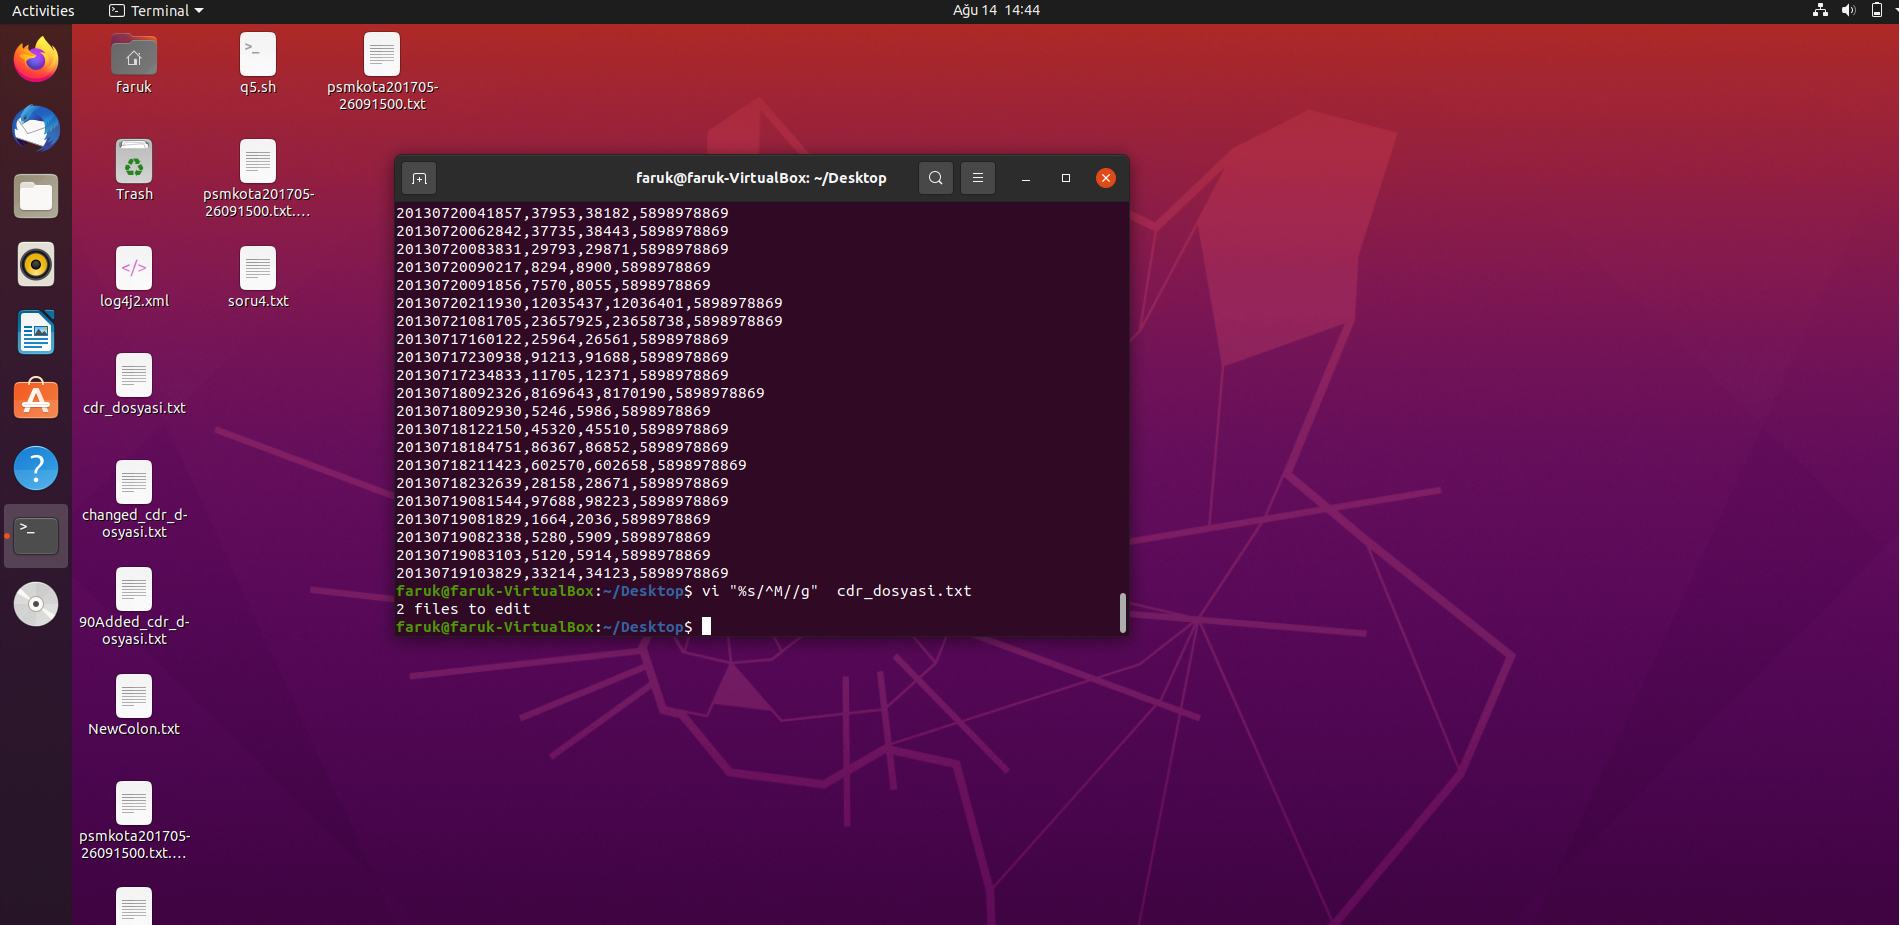 Activities
Terminal
Ağu 14 14:44
faruk
q5.sh
psmkota201705-
26091500.txt
Trash
psmkota201705-
26091500.txt.…
log4j2.xml
soru4.txt
cdr_dosyasi.txt
changed_cdr_d-
osyasi.txt
90Added_cdr_d-
osyasi.txt
NewColon.txt
psmkota201705-
26091500.txt.…
faruk@faruk-VirtualBox: ~/Desktop
20130720041857,37953,38182,5898978869
20130720062842,37735,38443,5898978869
20130720083831,29793,29871,5898978869
20130720090217,8294,8900,5898978869
20130720091856,7570,8055,5898978869
20130720211930,12035437,12036401,5898978869
20130721081705,23657925,23658738,5898978869
20130717160122,25964,26561,5898978869
20130717230938,91213,91688,5898978869
20130717234833,11705,12371,5898978869
20130718092326,8169643,8170190,5898978869
20130718092930,5246,5986,5898978869
20130718122150,45320,45510,5898978869
20130718184751,86367,86852,5898978869
20130718211423,602570,602658,5898978869
20130718232639,28158,28671,5898978869
20130719081544,97688,98223,5898978869
20130719081829,1664,2036,5898978869
20130719082338,5280,5909,5898978869
20130719083103,5120,5914,5898978869
20130719103829,33214,34123,5898978869
faruk@faruk-VirtualBox:~/Desktop$ vi "%s/^M//g"  cdr_dosyasi.txt
2 files to edit
faruk@faruk-VirtualBox:~/Desktop$